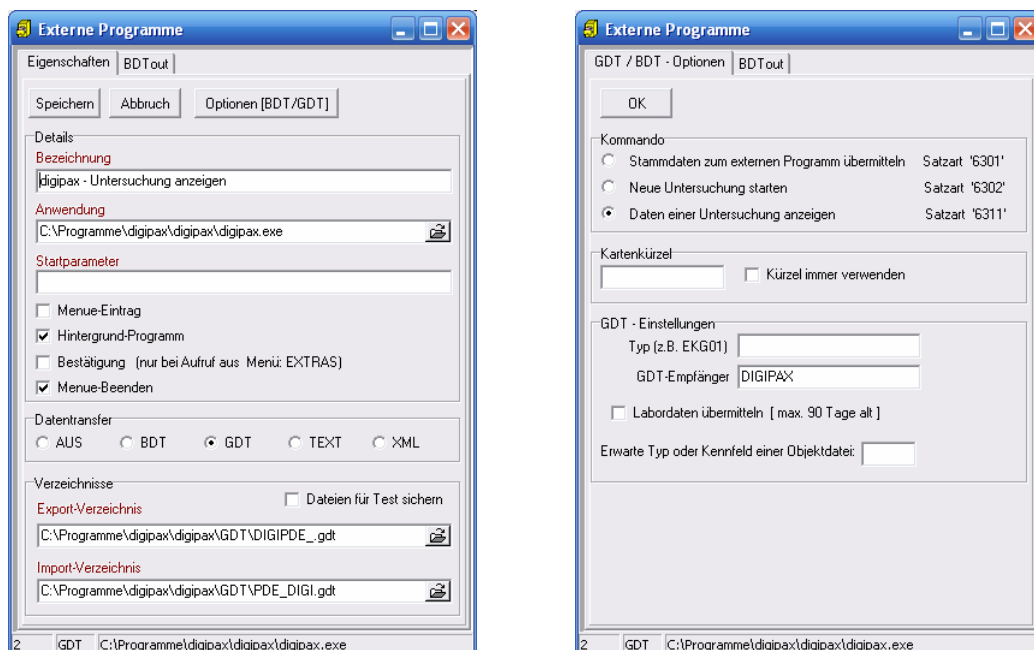 Externe Programme
Eigenschaften BDTout
Speichern Abbruch Optionen [BDT/GDT]
Details
Bezeichnung
digipax - Untersuchung anzeigen
Anwendung
C:\Programme\digipax\digipax\digipax.exe
Startparameter
Menue-Eintrag
Hintergrund-Programm
Bestätigung (nur bei Aufruf aus Menü: EXTRAS)
Menue-Beenden
Datentransfer
AUS BDT GDT TEXT XML
Verzeichnisse
Dateien für Test sichern
Export-Verzeichnis
C:\Programme\digipax\digipax\GDT\DIGIPDE_.gdt
Import-Verzeichnis
C:\Programme\digipax\digipax\GDT\PDE_DIGI.gdt
2 GDT C:\Programme\digipax\digipax\digipax.exe
Externe Programme
GDT / BDT - Optionen BDTout
OK
Kommando
Stammdaten zum externen Programm übermitteln Satzart '6301'
Neue Untersuchung starten Satzart '6302'
Daten einer Untersuchung anzeigen Satzart '6311'
Kartenkürzel
Kürzel immer verwenden
GDT - Einstellungen
Typ (z.B. EKG01)
GDT-Empfänger DIGIPAX
Labordaten übermitteln [ max. 90 Tage alt ]
Erwarte Typ oder Kennfeld einer Objektdatei:
2 GDT C:\Programme\digipax\digipax\digipax.exe